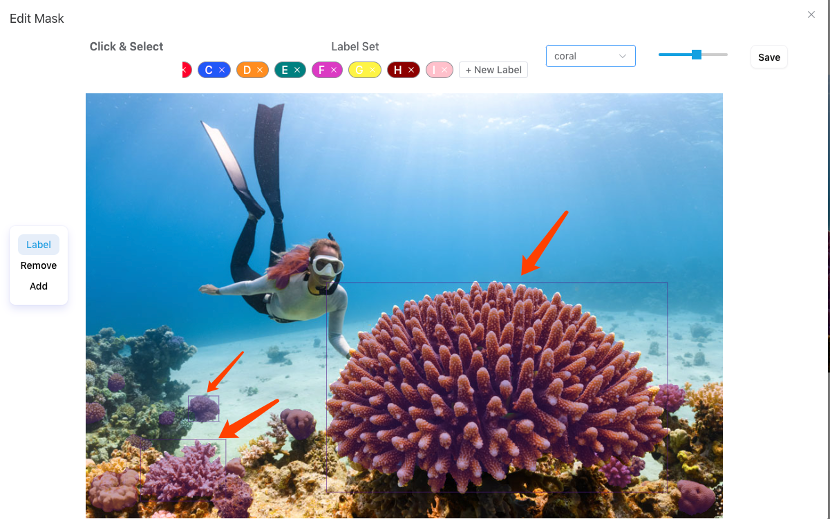 Edit Mask
Click & Select
Label Set
C × D × E × F × G × H × I × + New Label
coral
Save
Label
Remove
Add